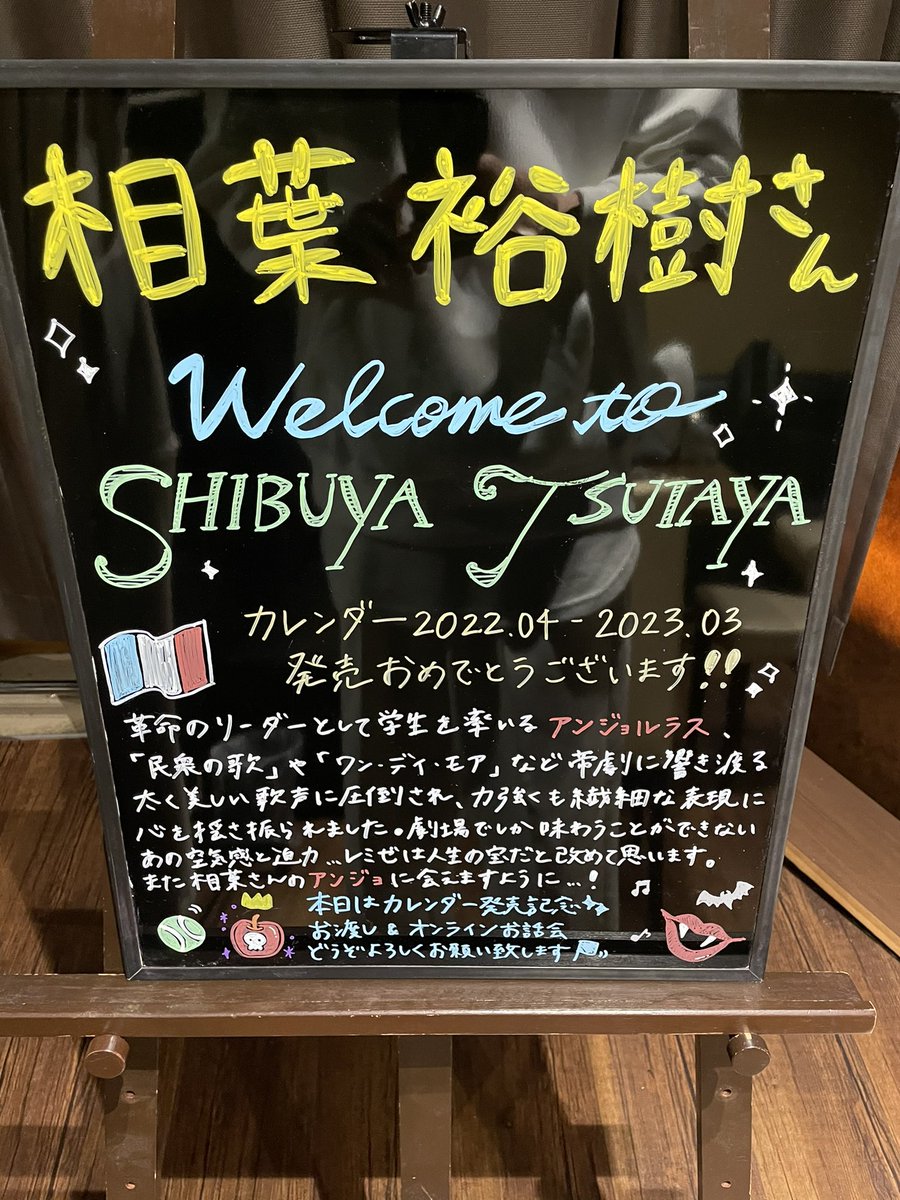 相葉 裕樹さん
Welcome to
SHIBUYA TSUTAYA
カレンダー2022.04-2023.03
発売おめでとうございます!!
革命のリーダーとして学生を率いるアンジョルラス、
「民衆の歌」や「ワン・デイ・モア」など帝劇に響き渡る
太く美しい歌声に圧倒され、力強くも繊細な表現に
心を揺さ振られました。劇場でしか味わうことができない
あの空気感と迫力…レミゼは人生の宝だと改めて思います。
また相葉さんのアンジョに会えますように…!
本日はカレンダー発売記念
お渡し&オンラインお話会
どうぞよろしくお願い致します